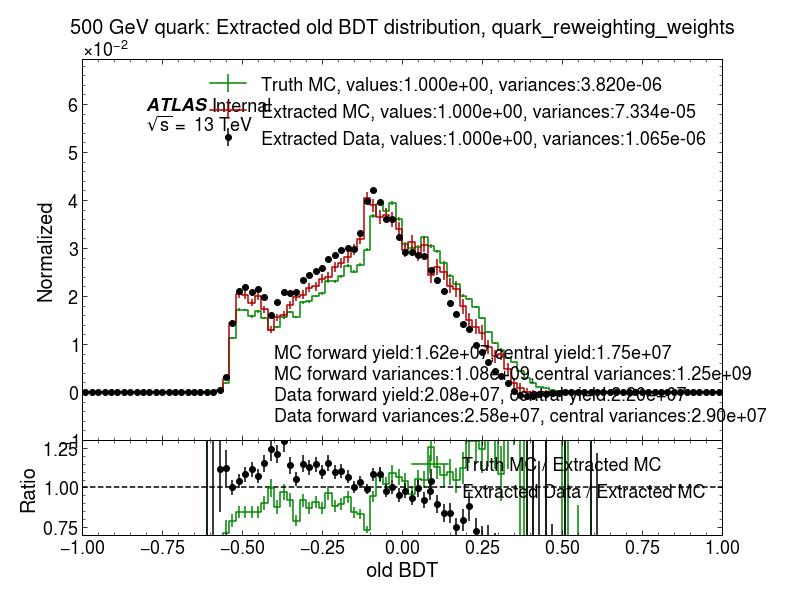 500 GeV quark: Extracted old BDT distribution, quark_reweighting_weights
×10−2
Truth MC, values:1.000e+00, variances:3.820e-06
ATLAS Internal
Extracted MC, values:1.000e+00, variances:7.334e-05
√s = 13 TeV
Extracted Data, values:1.000e+00, variances:1.065e-06
6
5
4
3
2
1
0
Normalized
MC forward yield:1.62e+07, central yield:1.75e+07
MC forward variances:1.08e+09, central variances:1.25e+09
Data forward yield:2.08e+07, central yield:2.20e+07
Data forward variances:2.58e+07, central variances:2.90e+07
1.25
1.00
0.75
Ratio
Truth MC / Extracted MC
Extracted Data / Extracted MC
−1.00 −0.75 −0.50 −0.25 0.00 0.25 0.50 0.75 1.00
old BDT